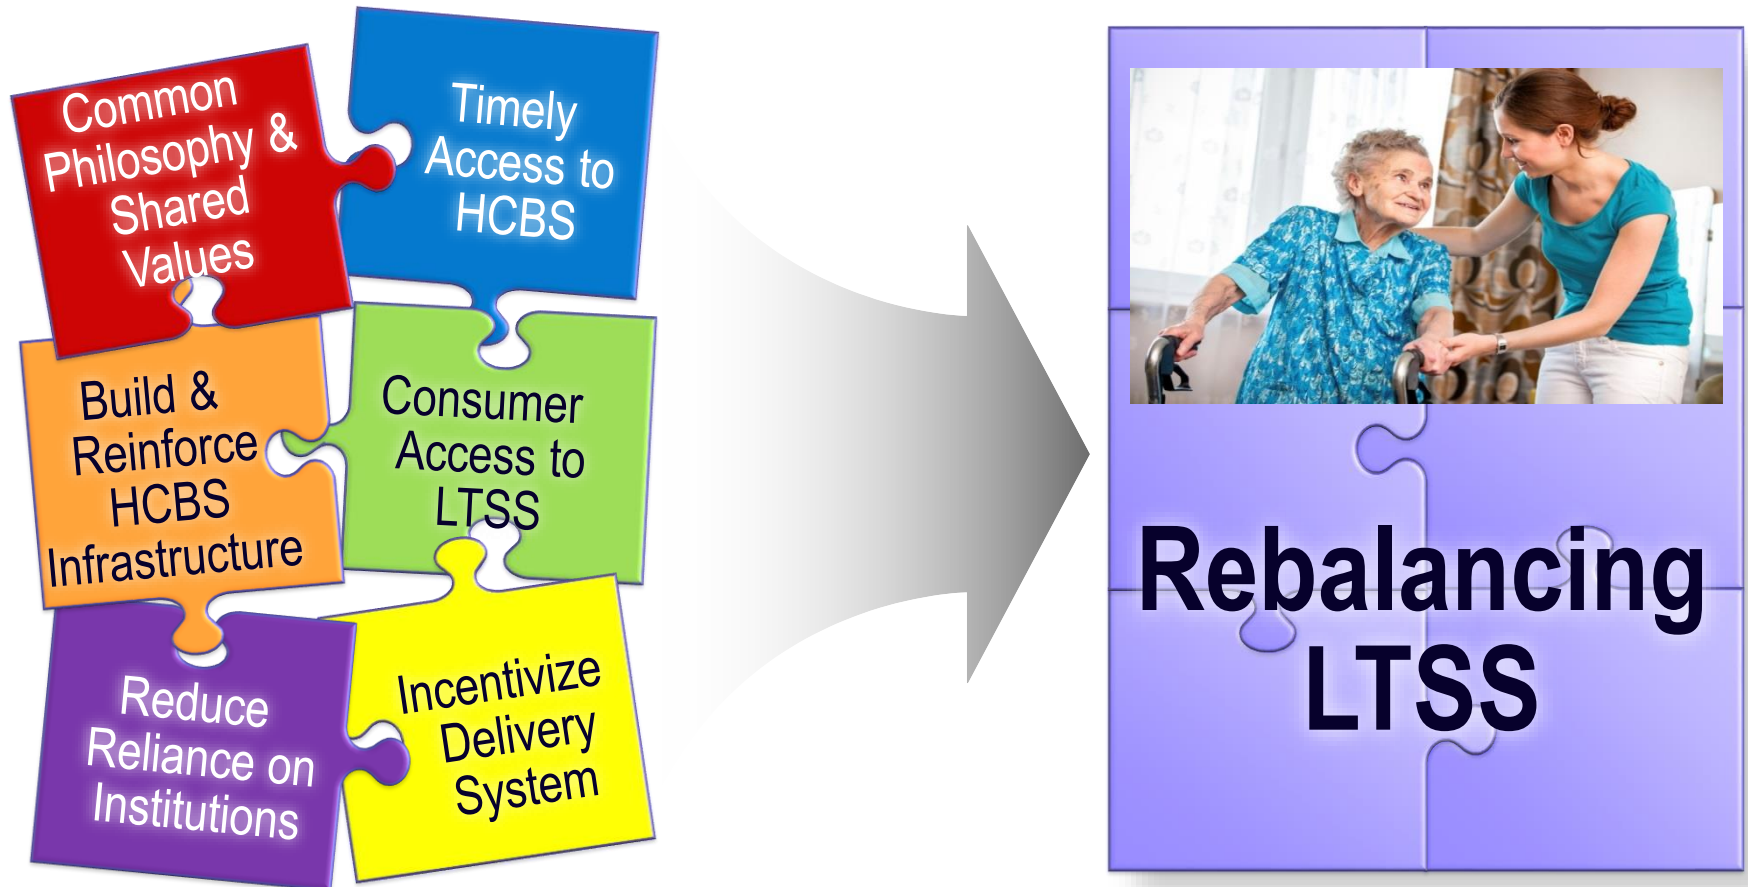 Common
Philosophy &
Shared
Values
Timely
Access to
HCBS
Build &
Reinforce
HCBS
Infrastructure
Consumer
Access to
LTSS
Reduce
Reliance on
Institutions
Incentivize
Delivery
System
Rebalancing
LTSS